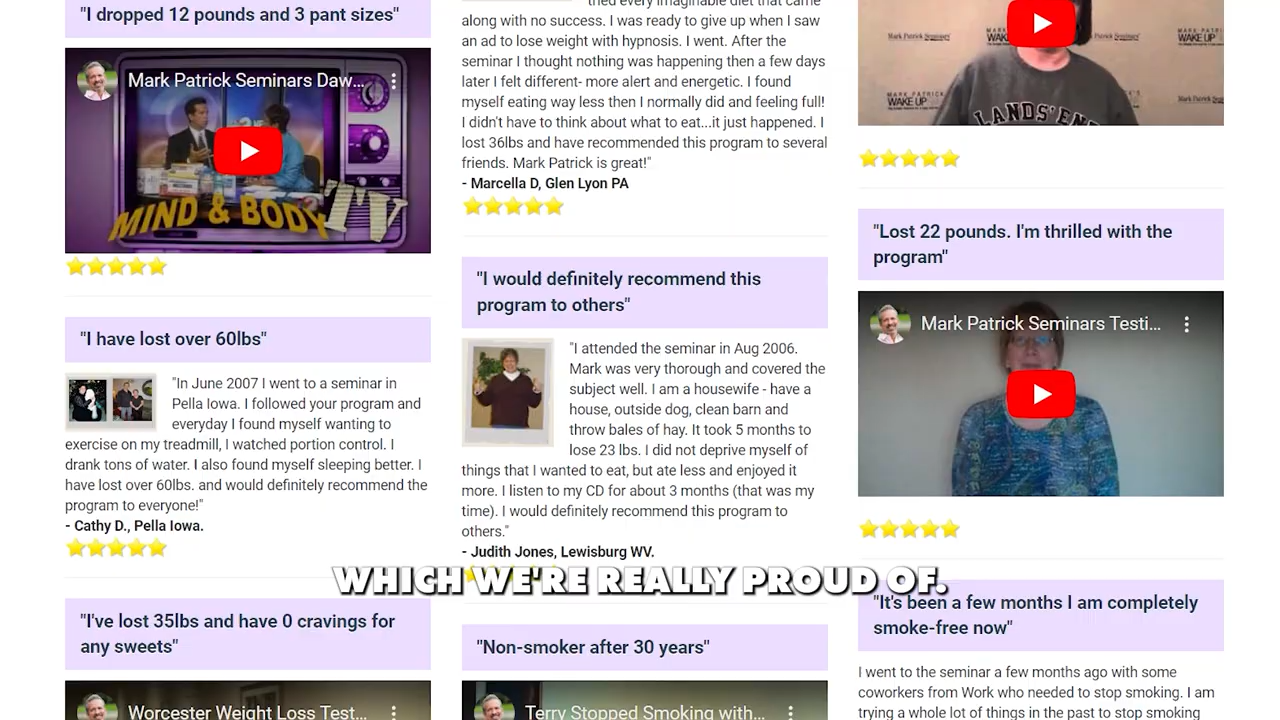 "I dropped 12 pounds and 3 pant sizes"
Mark Patrick Seminars Daw...
MIND & BODY
TV
"I have lost over 60lbs"
"In June 2007 I went to a seminar in
Pella Iowa. I followed your program and
everyday I found myself wanting to
exercise on my treadmill, I watched portion control. I
drank tons of water. I also found myself sleeping better. I
have lost over 60lbs. and would definitely recommend the
program to everyone!"
- Cathy D., Pella Iowa.
"I've lost 35lbs and have 0 cravings for
any sweets"
Worcester Weight Loss Test...
tried every imaginable diet that came
along with no success. I was ready to give up when I saw
an ad to lose weight with hypnosis. I went. After the
seminar I thought nothing was happening then a few days
later I felt different- more alert and energetic. I found
myself eating way less then I normally did and feeling full!
I didn't have to think about what to eat...it just happened. I
lost 36lbs and have recommended this program to several
friends. Mark Patrick is great!"
- Marcella D, Glen Lyon PA
"I would definitely recommend this
program to others"
"I attended the seminar in Aug 2006.
Mark was very thorough and covered the
subject well. I am a housewife - have a
house, outside dog, clean barn and
throw bales of hay. It took 5 months to
lose 23 lbs. I did not deprive myself of
things that I wanted to eat, but ate less and enjoyed it
more. I listen to my CD for about 3 months (that was my
time). I would definitely recommend this program to
others."
- Judith Jones, Lewisburg WV.
WHICH WE'RE REALLY PROUD OF.
"Non-smoker after 30 years"
Terry Stopped Smoking with...
Mark Patrick Seminars
WAKE UP
MARK PATRICK
WAKE UP
LANDS' EN
"Lost 22 pounds. I'm thrilled with the
program"
Mark Patrick Seminars Testi...
"It's been a few months I am completely
smoke-free now"
I went to the seminar a few months ago with some
coworkers from Work who needed to stop smoking. I am
trying a whole lot of things in the past to stop smoking